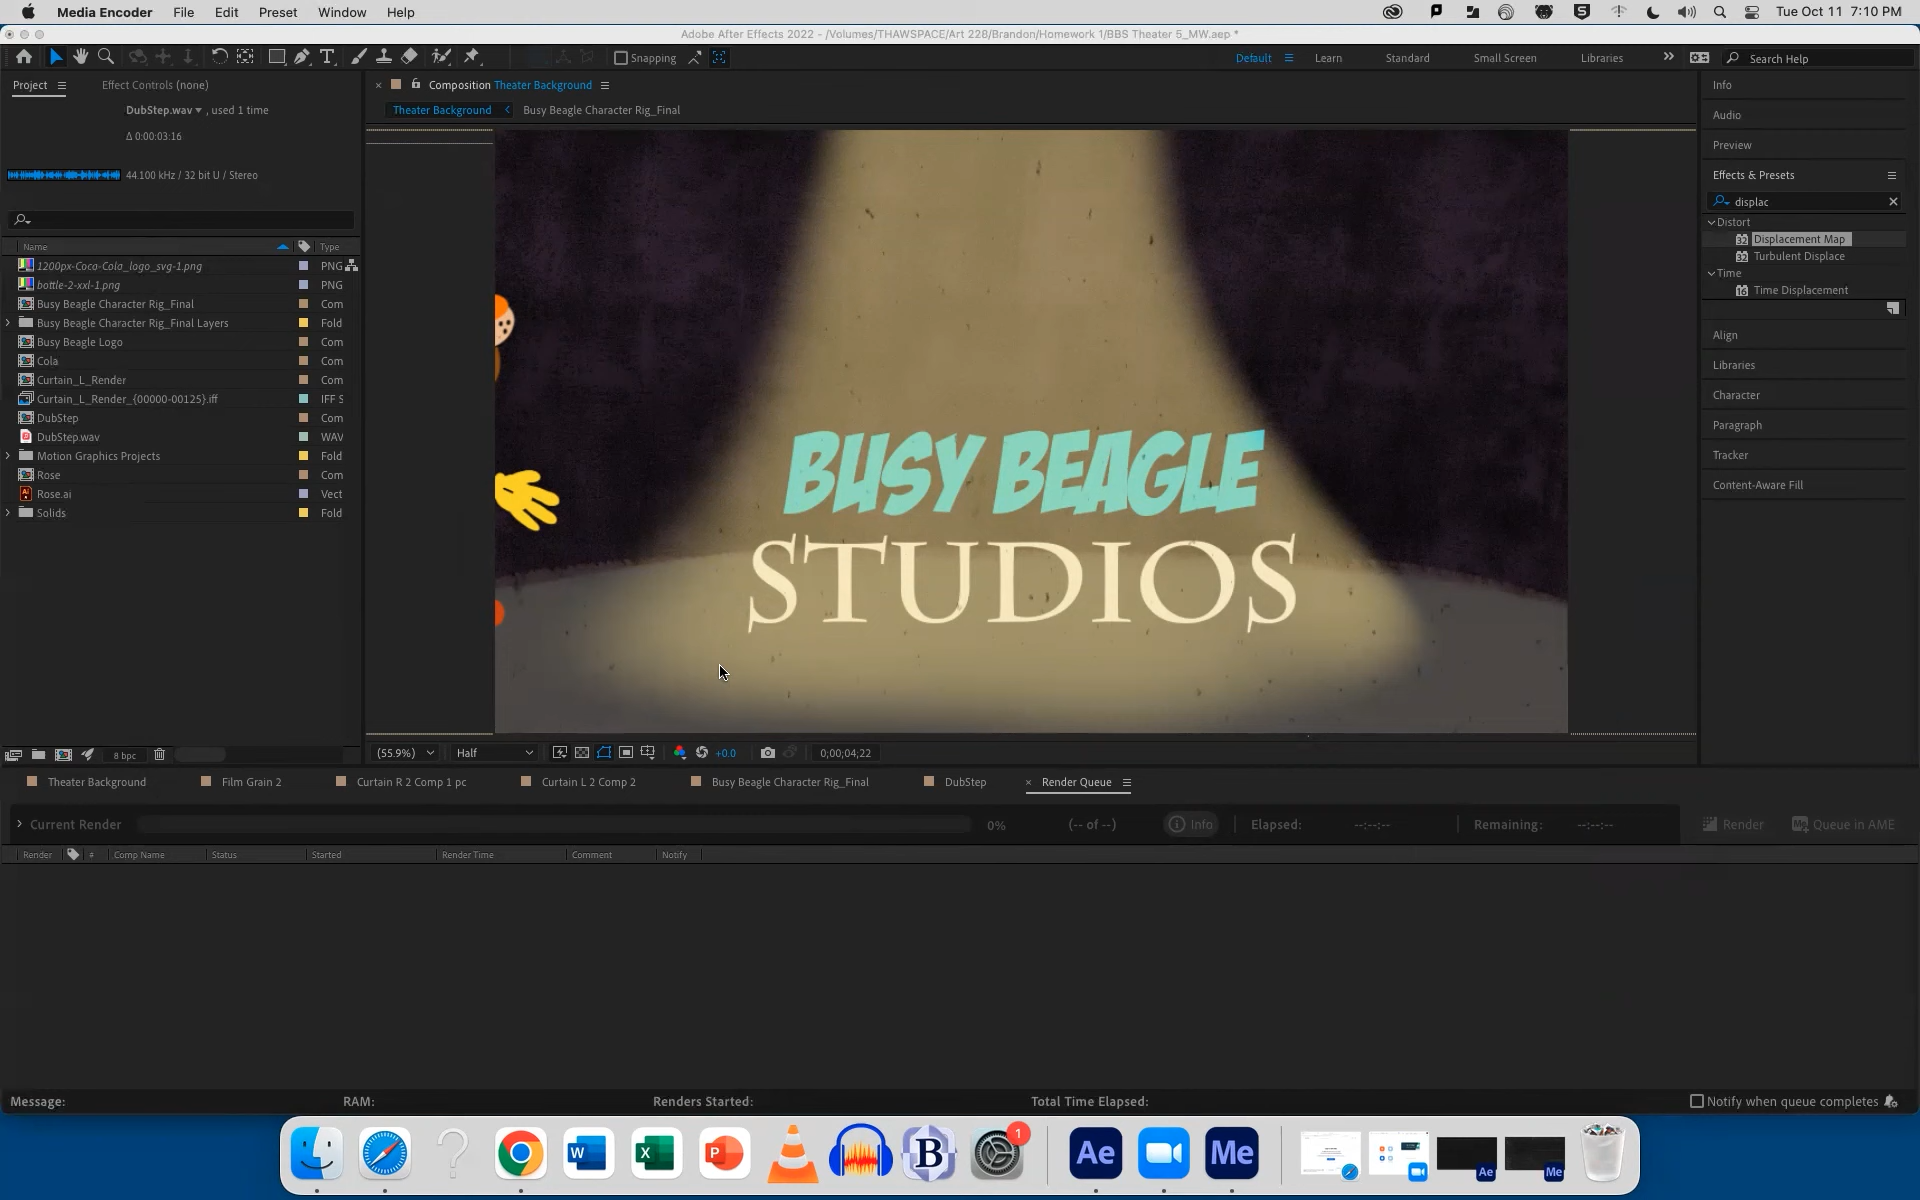 Media Encoder File Edit Preset Window Help
Tue Oct 11 7:10 PM
Adobe After Effects 2022 - /Volumes/THAWSPACE/Art 228/Brandon/Homework 1/BBS Theater 5_MW.aep *
Snapping
Default Learn Standard Small Screen Libraries
Search Help
Project Effect Controls (none)
DubStep.wav , used 1 time
Δ 0:00:03:16
44.100 kHz / 32 bit U / Stereo
Name Type
1200px-Coca-Cola_logo_svg-1.png PNG
bottle-2-xxl-1.png PNG
Busy Beagle Character Rig_Final Com
Busy Beagle Character Rig_Final Layers Fold
Busy Beagle Logo Com
Cola Com
Curtain_L_Render Com
Curtain_L_Render_{00000-00125}.iff IFF S
DubStep Com
DubStep.wav WAV
Motion Graphics Projects Fold
Rose Com
Rose.ai Vect
Solids Fold
8 bpc
Composition Theater Background
Theater Background Busy Beagle Character Rig_Final
BUSY BEAGLE
STUDIOS
(55.9%) Half +0.0 0;00;04;22
Info
Audio
Preview
Effects & Presets
displac
Distort
32 Displacement Map
32 Turbulent Displace
Time
16 Time Displacement
Align
Libraries
Character
Paragraph
Tracker
Content-Aware Fill
Theater Background Film Grain 2 Curtain R 2 Comp 1 pc Curtain L 2 Comp 2 Busy Beagle Character Rig_Final DubStep Render Queue
Current Render 0% (-- of --) Info Elapsed: --:--:-- Remaining: --:--:-- Render Queue in AME
Render # Comp Name Status Started Render Time Comment Notify
Message: RAM: Renders Started: Total Time Elapsed: Notify when queue completes
W X P B 1 Ae Me Ae Me